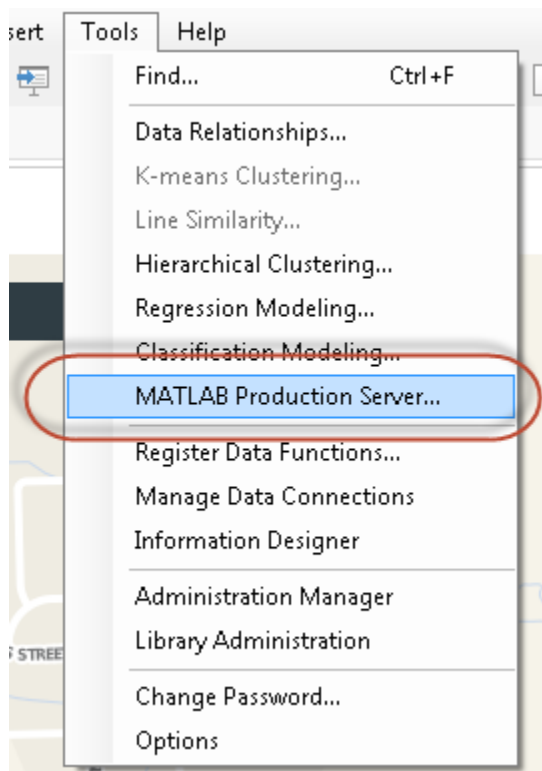 sert Tools Help
Find... Ctrl+F
Data Relationships...
K-means Clustering...
Line Similarity...
Hierarchical Clustering...
Regression Modeling...
Classification Modeling...
MATLAB Production Server...
Register Data Functions...
Manage Data Connections
Information Designer
Administration Manager
Library Administration
STREE
Change Password...
Options